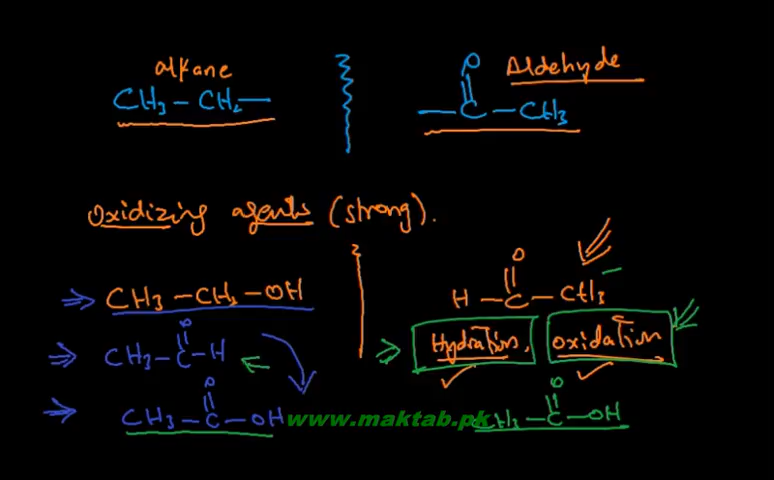 alkane
Aldehyde
O
CH₃ – CH₂ —
— C – CH₃
Oxidizing agents (strong).
O
CH₃ – CH₂ – OH
H – C – CH₃
O
CH₃ – C – H
Hydration,
oxidation
O
O
CH₃ – C – OH
www.maktab.pk
CH₃ – C – OH